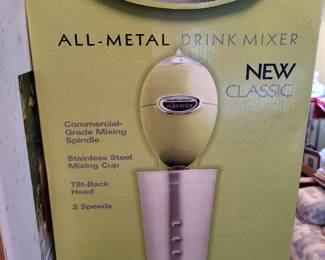 ALL-METAL DRINK MIXER
NEW
CLASSIC
Commercial-
Grade Mixing
Spindle
Stainless Steel
Mixing Cup
Tilt-Back
Head
2 Speeds